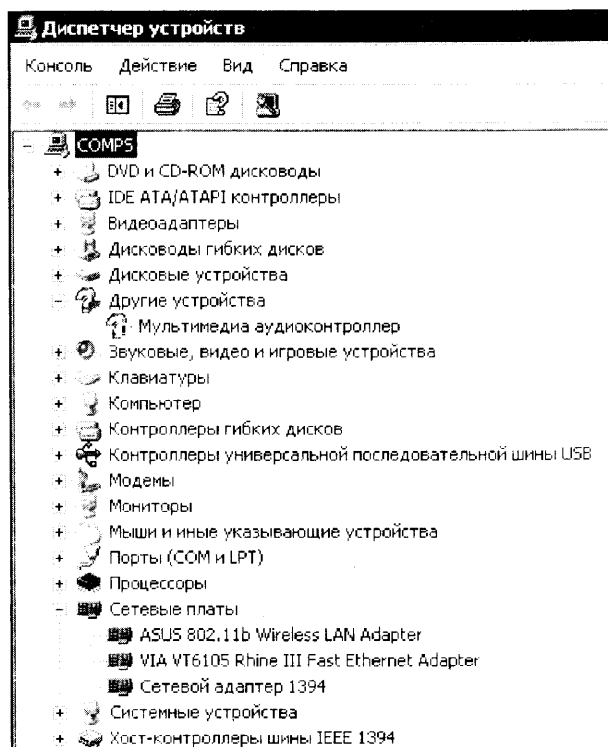 Диспетчер устройств
Консоль Действие Вид Справка
COMP5
DVD и CD-ROM дисководы
IDE ATA/ATAPI контроллеры
Видеоадаптеры
Дисководы гибких дисков
Дисковые устройства
Другие устройства
Мультимедиа аудиоконтроллер
Звуковые, видео и игровые устройства
Клавиатуры
Компьютер
Контроллеры гибких дисков
Контроллеры универсальной последовательной шины USB
Модемы
Мониторы
Мыши и иные указывающие устройства
Порты (COM и LPT)
Процессоры
Сетевые платы
ASUS 802.11b Wireless LAN Adapter
VIA VT6105 Rhine III Fast Ethernet Adapter
Сетевой адаптер 1394
Системные устройства
Хост-контроллеры шины IEEE 1394